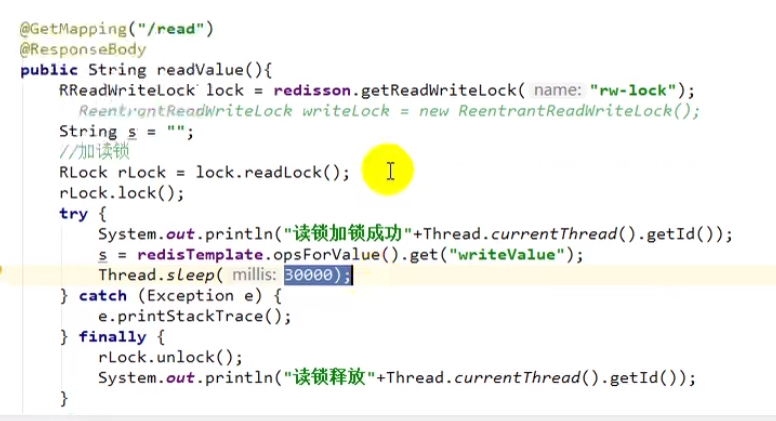 @GetMapping("/read")
@ResponseBody
public String readValue(){
RReadWriteLock lock = redisson.getReadWriteLock( name: "rw-lock");
ReentrantReadWriteLock writeLock = new ReentrantReadWriteLock();
String s = "";
//加读锁
RLock rLock = lock.readLock();
rLock.lock();
try {
System.out.println("读锁加锁成功"+Thread.currentThread().getId());
s = redisTemplate.opsForValue().get("writeValue");
Thread.sleep( millis: 30000);
} catch (Exception e) {
e.printStackTrace();
} finally {
rLock.unlock();
System.out.println("读锁释放"+Thread.currentThread().getId());
}